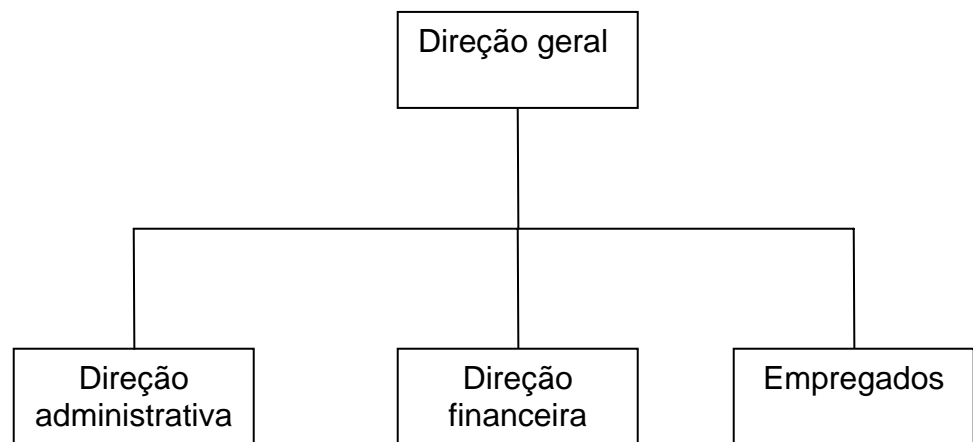 Direção geral
Direção
administrativa
Direção
financeira
Empregados